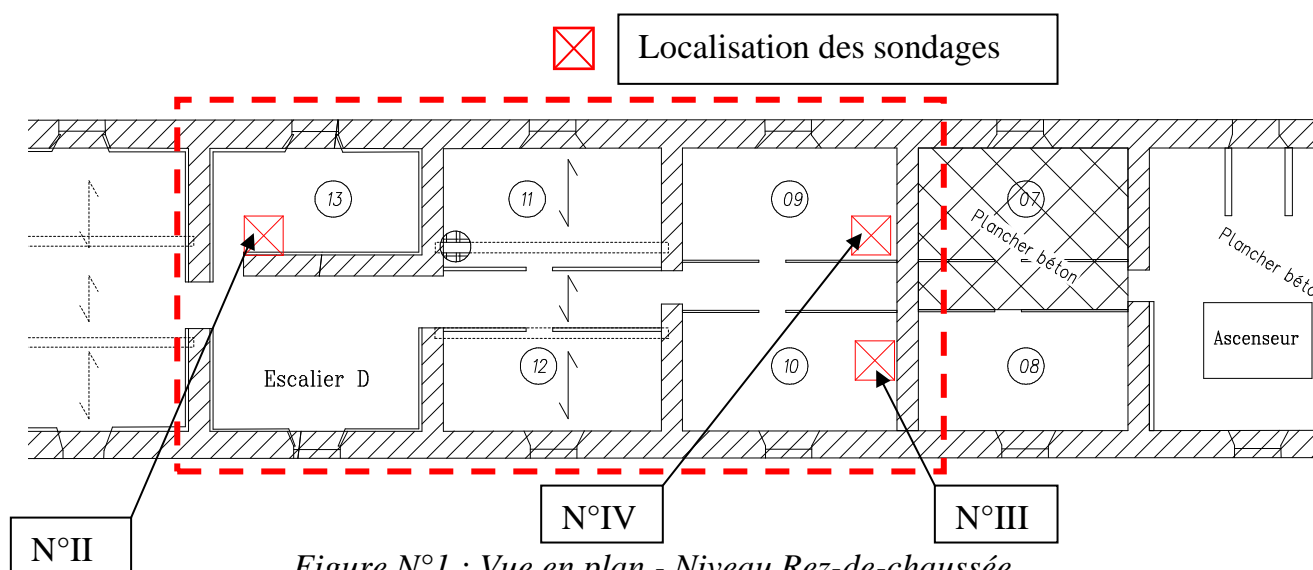 Localisation des sondages
13
11
09
07
Plancher béton
Plancher béto
Ascenseur
Escalier D
12
10
08
N°II
N°IV
N°III
Figure N°1 : Vue en plan - Niveau Rez-de-chaussée